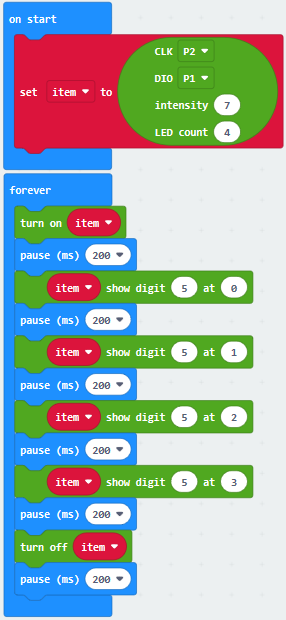 on start
CLK P2
DIO P1
set item to
intensity 7
LED count 4
forever
turn on item
pause (ms) 200
item show digit 5 at 0
pause (ms) 200
item show digit 5 at 1
pause (ms) 200
item show digit 5 at 2
pause (ms) 200
item show digit 5 at 3
pause (ms) 200
turn off item
pause (ms) 200